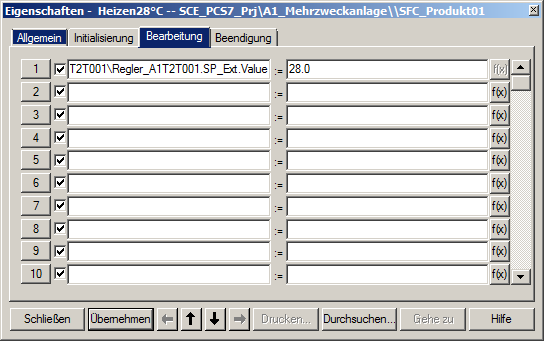 Eigenschaften - Heizen28°C -- SCE_PCS7_Prj\A1_Mehrzweckanlage\\SFC_Produkt01
Allgemein Initialisierung Bearbeitung Beendigung
1 T2T001\Regler_A1T2T001.SP_Ext.Value := 28.0 f(x)
2 := f(x)
3 := f(x)
4 := f(x)
5 := f(x)
6 := f(x)
7 := f(x)
8 := f(x)
9 := f(x)
10 := f(x)
Schließen Übernehmen Drucken... Durchsuchen... Gehe zu Hilfe